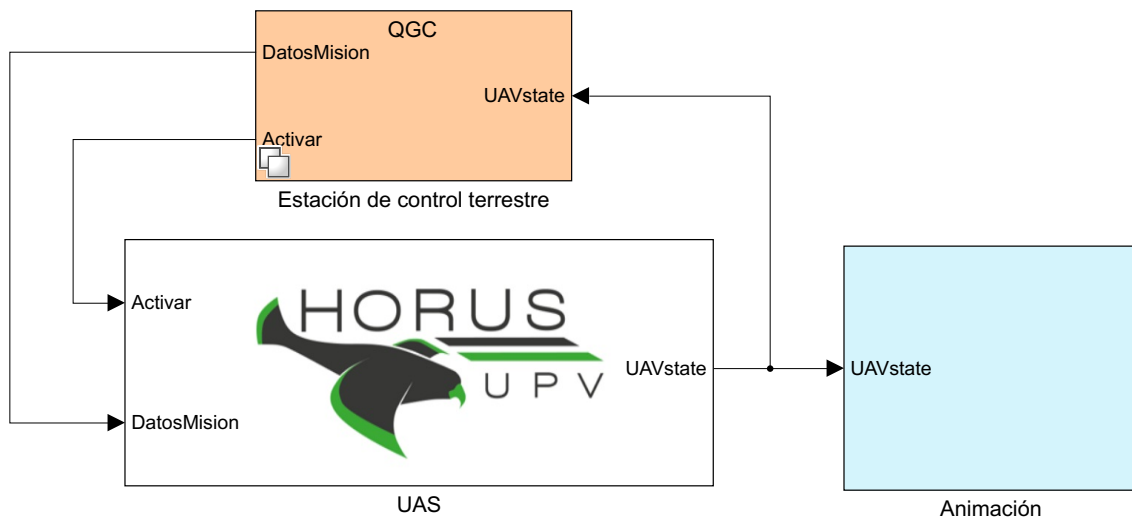 QGC
DatosMision
UAVstate
Activar
Estación de control terrestre
Activar
HORUS
UPV
UAVstate
UAVstate
DatosMision
UAS
Animación